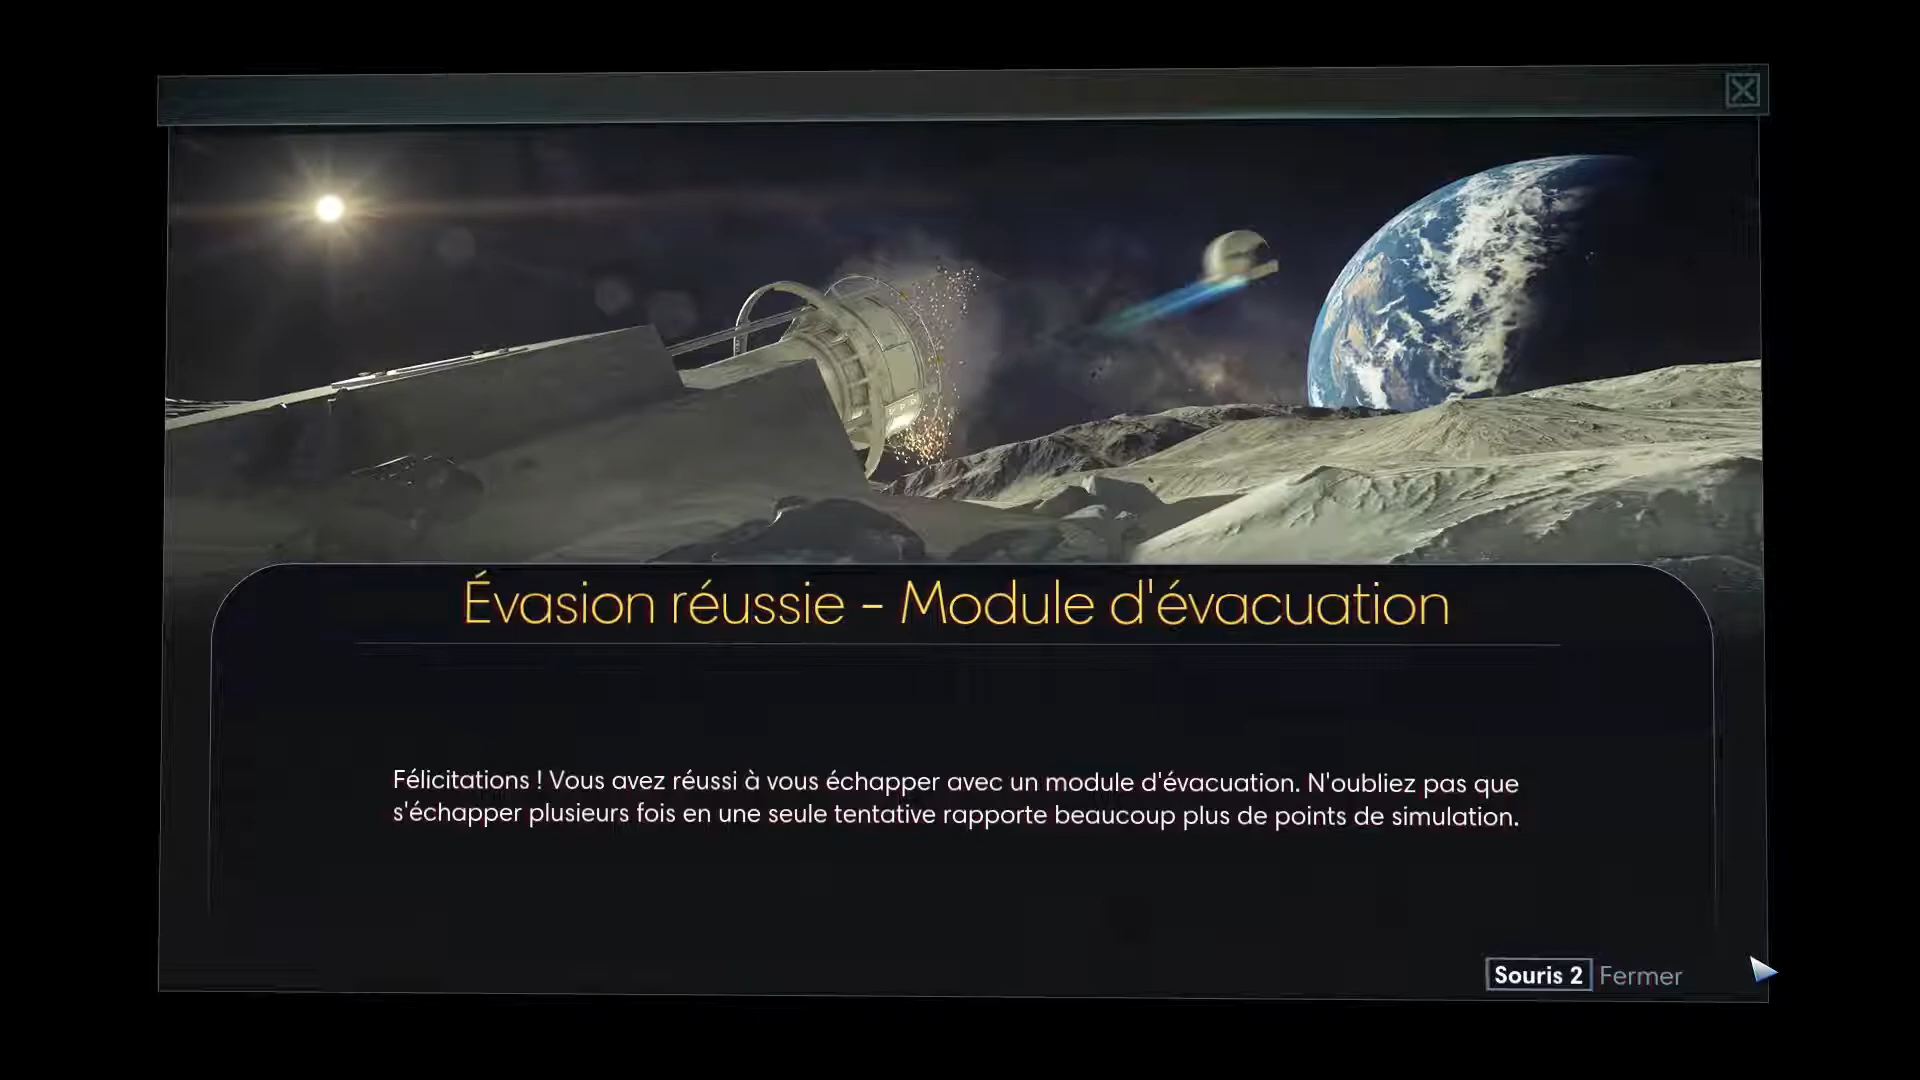 Évasion réussie - Module d'évacuation
Félicitations ! Vous avez réussi à vous échapper avec un module d'évacuation. N'oubliez pas que
s'échapper plusieurs fois en une seule tentative rapporte beaucoup plus de points de simulation.
Souris 2 Fermer